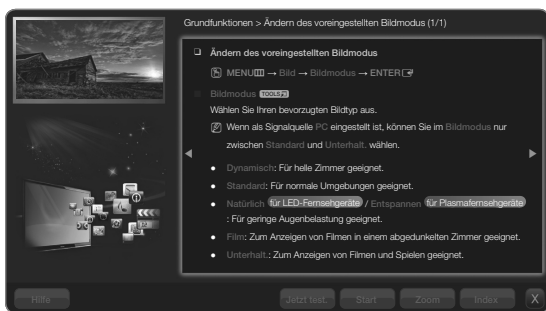 Grundfunktionen > Ändern des voreingestellten Bildmodus (1/1)
❏ Ändern des voreingestellten Bildmodus
MENU → Bild → Bildmodus → ENTER
Bildmodus TOOLS
Wählen Sie Ihren bevorzugten Bildtyp aus.
Wenn als Signalquelle PC eingestellt ist, können Sie im Bildmodus nur
zwischen Standard und Unterhalt. wählen.
● Dynamisch: Für helle Zimmer geeignet.
● Standard: Für normale Umgebungen geeignet.
● Natürlich für LED-Fernsehgeräte / Entspannen für Plasmafernsehgeräte
: Für geringe Augenbelastung geeignet.
● Film: Zum Anzeigen von Filmen in einem abgedunkelten Zimmer geeignet.
● Unterhalt.: Zum Anzeigen von Filmen und Spielen geeignet.
Hilfe Jetzt test. Start Zoom Index X